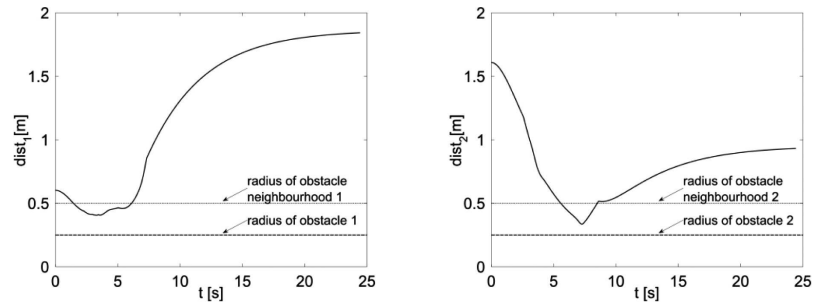 2
1.5
1
0.5
0
dist₁[m]
radius of obstacle
neighbourhood 1
radius of obstacle 1
0 5 10 15 20 25
t [s]
2
1.5
1
0.5
0
dist₂[m]
radius of obstacle
neighbourhood 2
radius of obstacle 2
0 5 10 15 20 25
t [s]